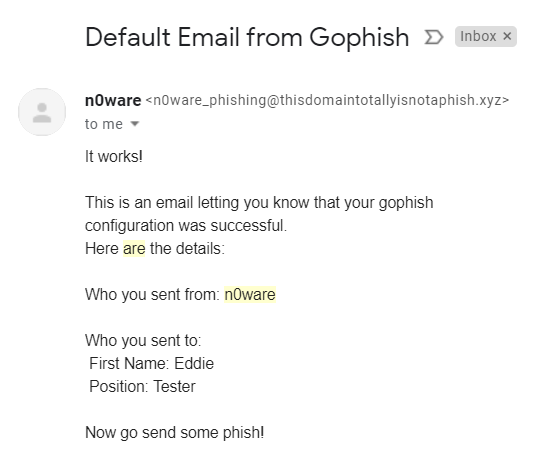 Default Email from Gophish Inbox ×
n0ware <n0ware_phishing@thisdomaintotallyisnotaphish.xyz>
to me
It works!
This is an email letting you know that your gophish
configuration was successful.
Here are the details:
Who you sent from: n0ware
Who you sent to:
First Name: Eddie
Position: Tester
Now go send some phish!